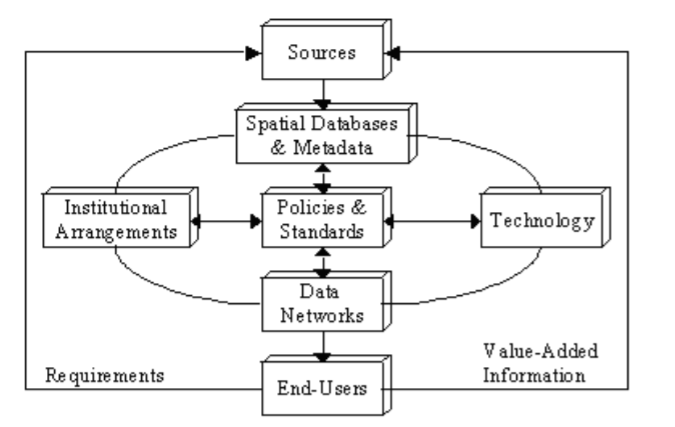 Sources
Spatial Databases
& Metadata
Institutional
Arrangements
Policies &
Standards
Technology
Data
Networks
Requirements
End-Users
Value-Added
Information